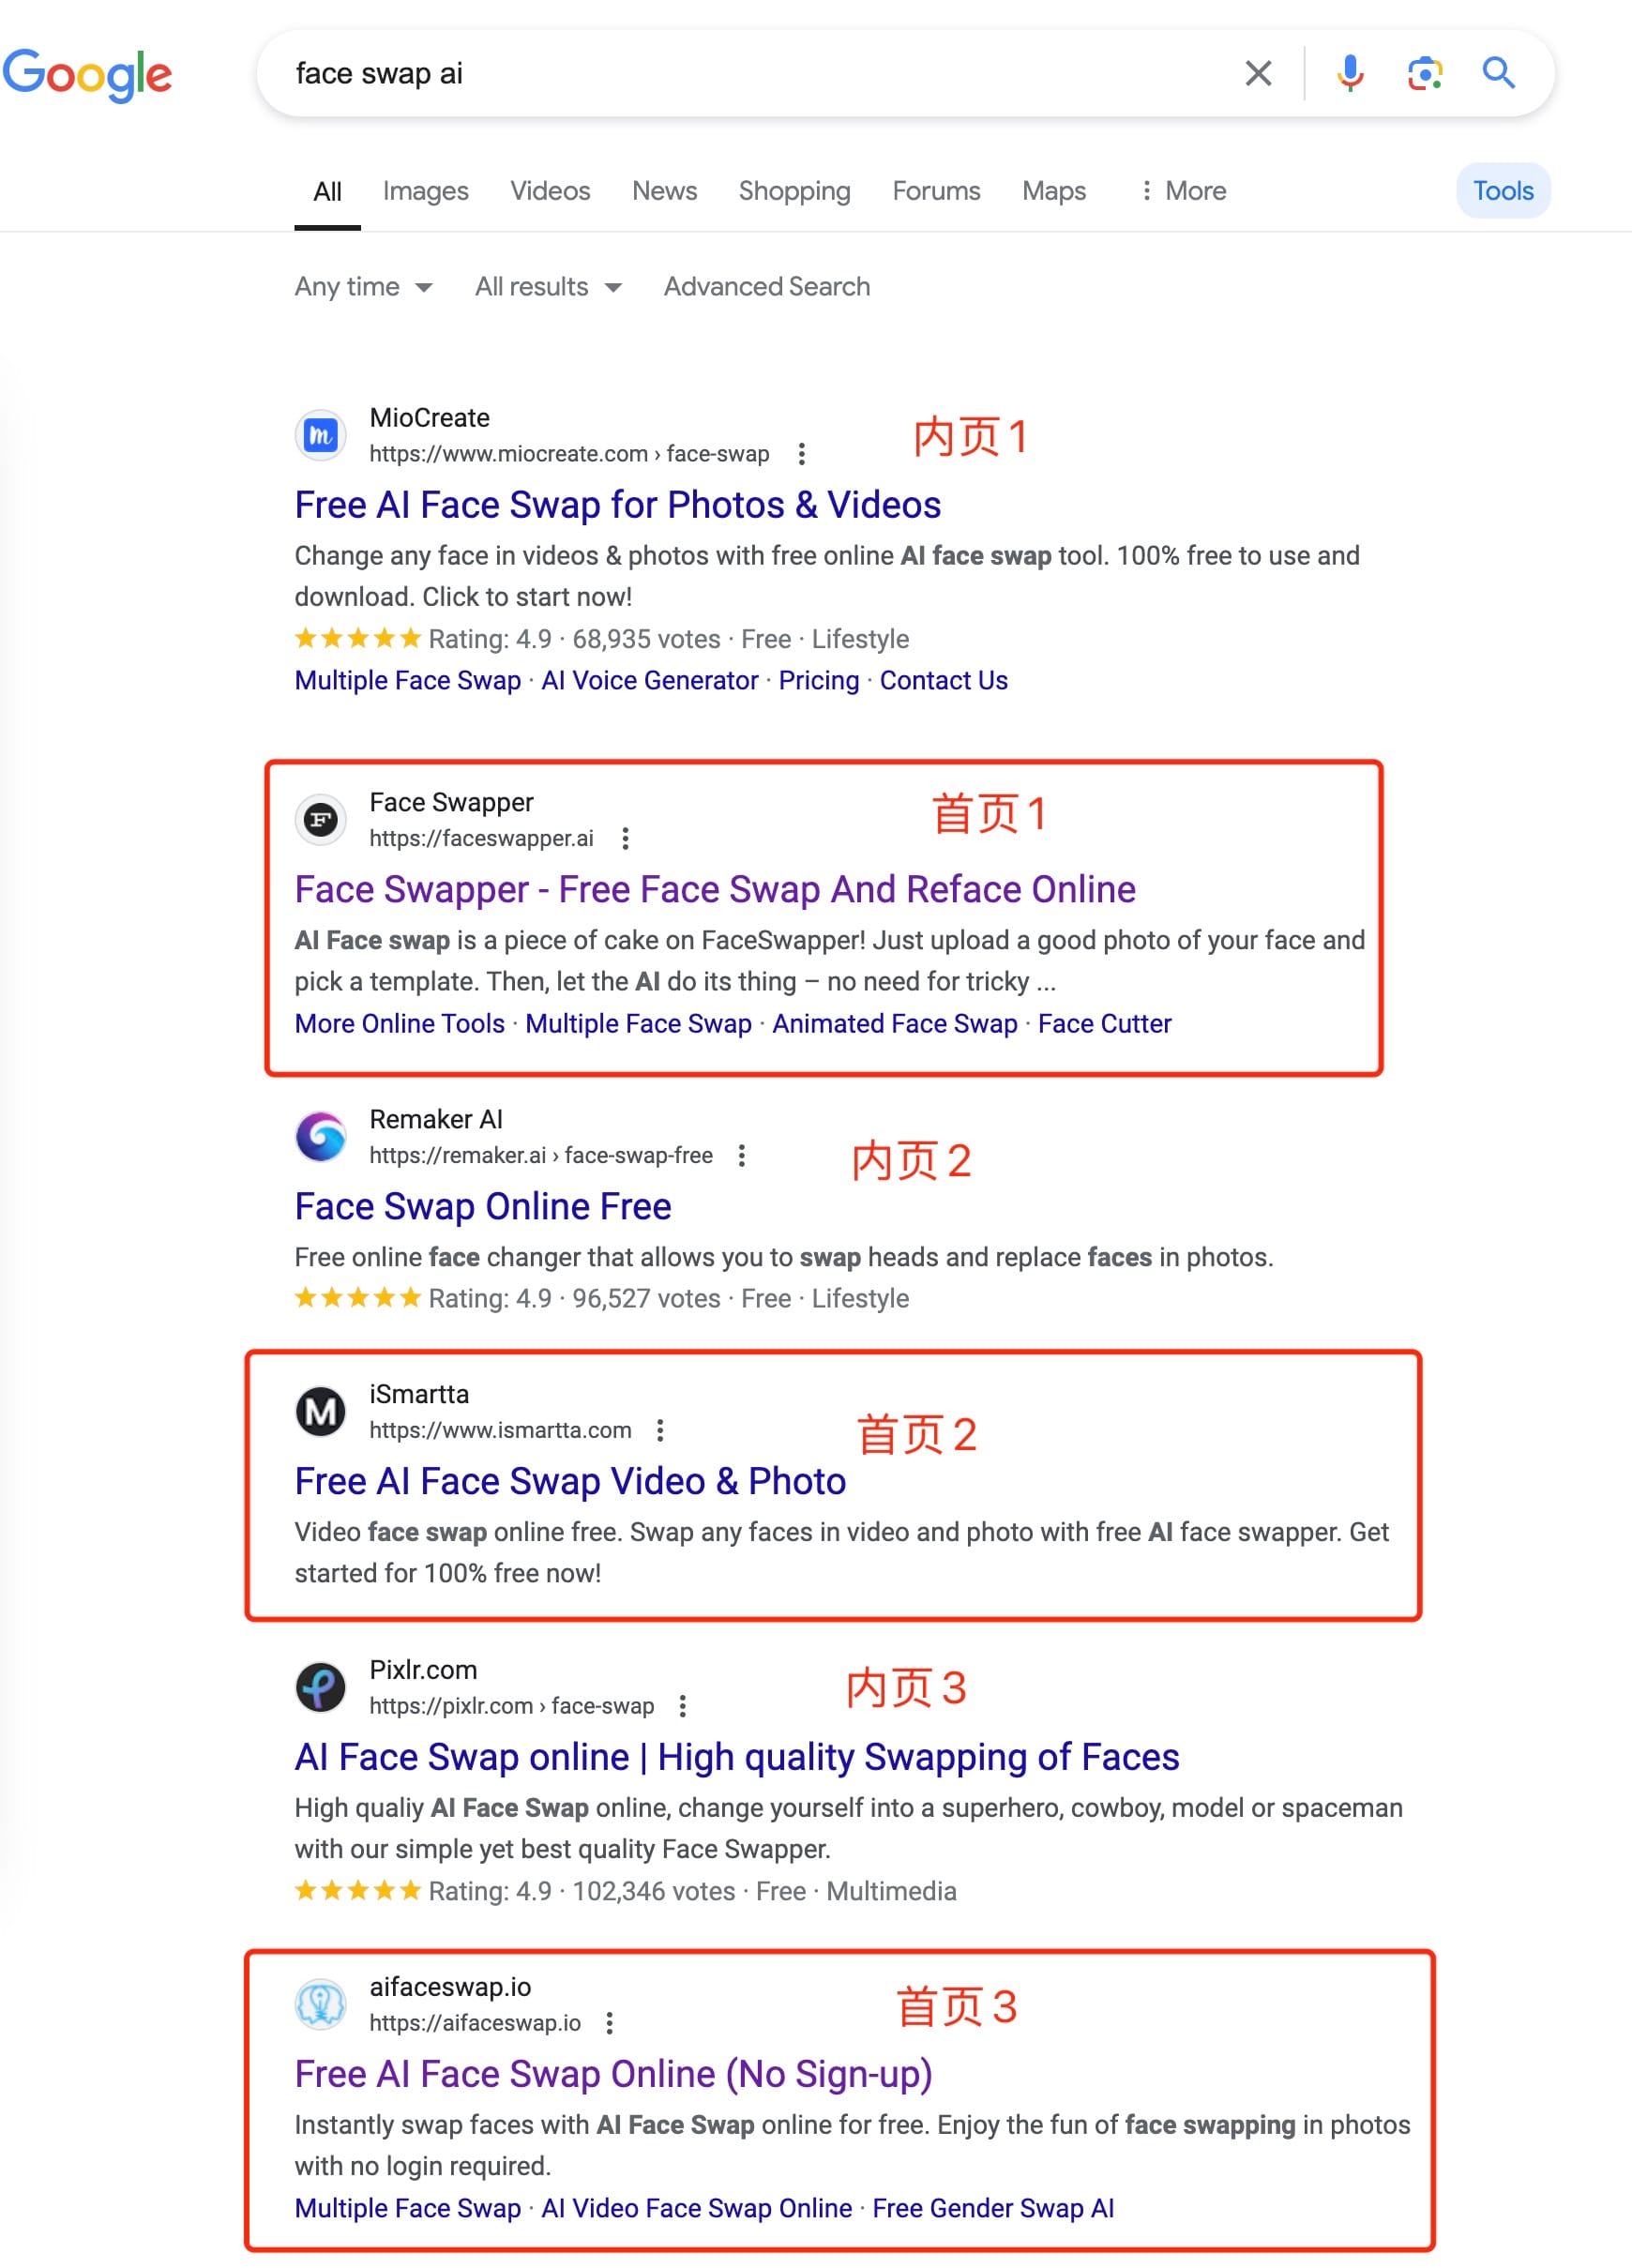 Google
face swap ai
All Images Videos News Shopping Forums Maps More Tools
Any time All results Advanced Search
MioCreate
https://www.miocreate.com › face-swap
内页1
Free AI Face Swap for Photos & Videos
Change any face in videos & photos with free online AI face swap tool. 100% free to use and
download. Click to start now!
Rating: 4.9 · 68,935 votes · Free · Lifestyle
Multiple Face Swap · AI Voice Generator · Pricing · Contact Us
Face Swapper
https://faceswapper.ai
首页1
Face Swapper - Free Face Swap And Reface Online
AI Face swap is a piece of cake on FaceSwapper! Just upload a good photo of your face and
pick a template. Then, let the AI do its thing – no need for tricky ...
More Online Tools · Multiple Face Swap · Animated Face Swap · Face Cutter
Remaker AI
https://remaker.ai › face-swap-free
内页2
Face Swap Online Free
Free online face changer that allows you to swap heads and replace faces in photos.
Rating: 4.9 · 96,527 votes · Free · Lifestyle
M
iSmartta
https://www.ismartta.com
首页2
Free AI Face Swap Video & Photo
Video face swap online free. Swap any faces in video and photo with free AI face swapper. Get
started for 100% free now!
Pixlr.com
https://pixlr.com › face-swap
内页3
AI Face Swap online | High quality Swapping of Faces
High qualiy AI Face Swap online, change yourself into a superhero, cowboy, model or spaceman
with our simple yet best quality Face Swapper.
Rating: 4.9 · 102,346 votes · Free · Multimedia
aifaceswap.io
https://aifaceswap.io
首页3
Free AI Face Swap Online (No Sign-up)
Instantly swap faces with AI Face Swap online for free. Enjoy the fun of face swapping in photos
with no login required.
Multiple Face Swap · AI Video Face Swap Online · Free Gender Swap AI